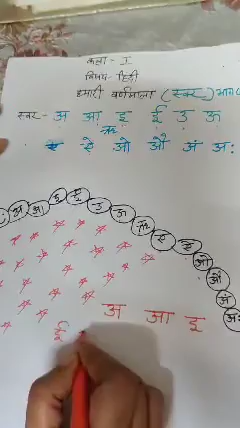 कक्षा - I
विषय - हिंदी
हमारी वर्णमाला (स्वर)
स्वर- अ आ इ ई उ ऊ
ऋ
ए ऐ ओ औ अं अः
अ आ इ ई उ ऊ ऋ ए ऐ ओ औ अं अः
अ आ इ
ई